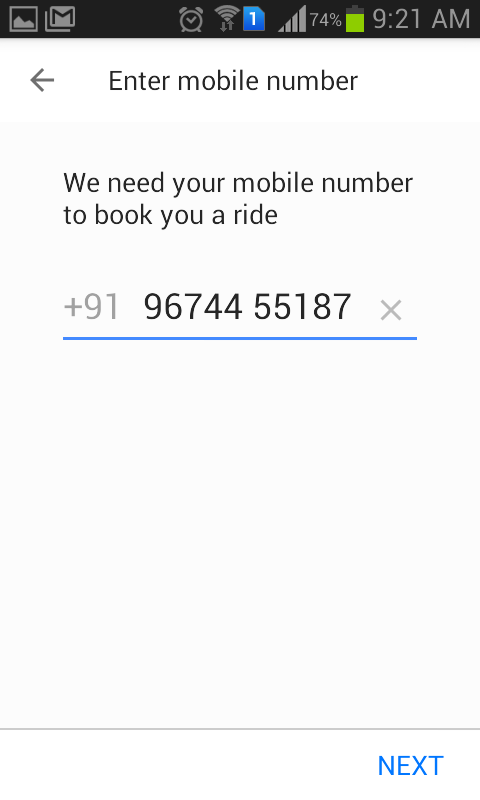 1 74% 9:21 AM
Enter mobile number
We need your mobile number
to book you a ride
+91 96744 55187
NEXT